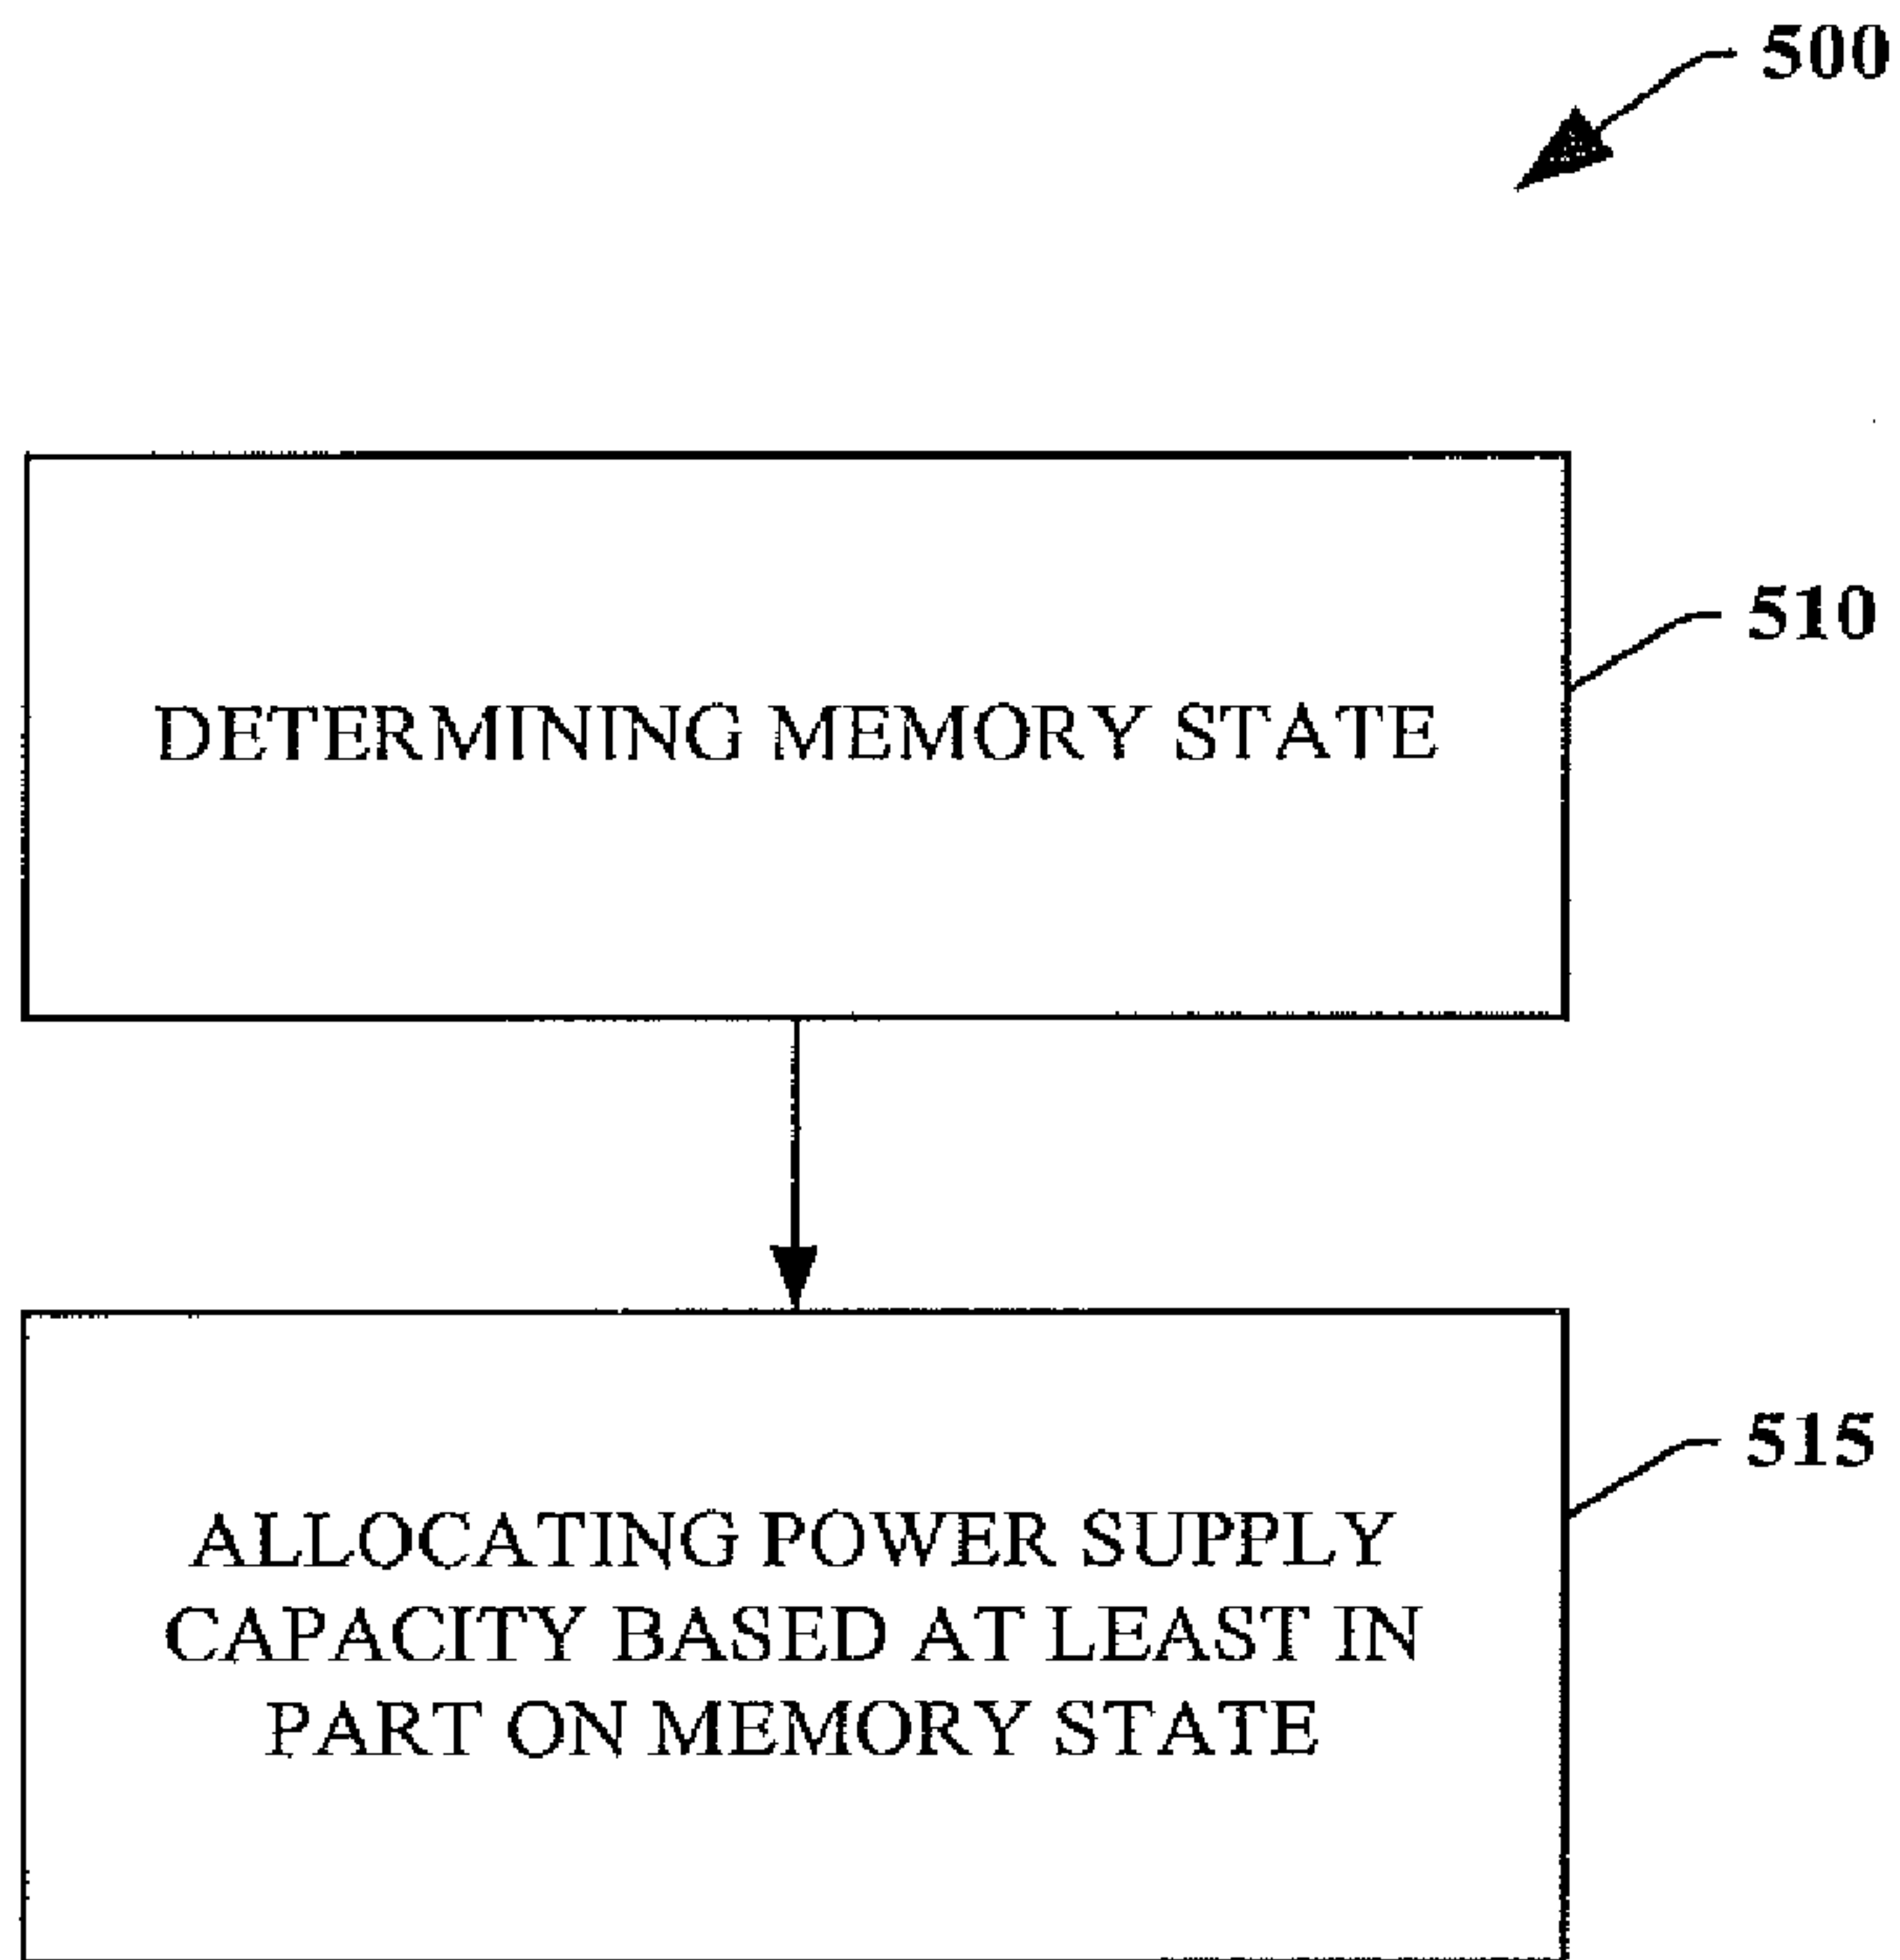 500
510
DETERMINING MEMORY STATE
515
ALLOCATING POWER SUPPLY
CAPACITY BASED AT LEAST IN
PART ON MEMORY STATE